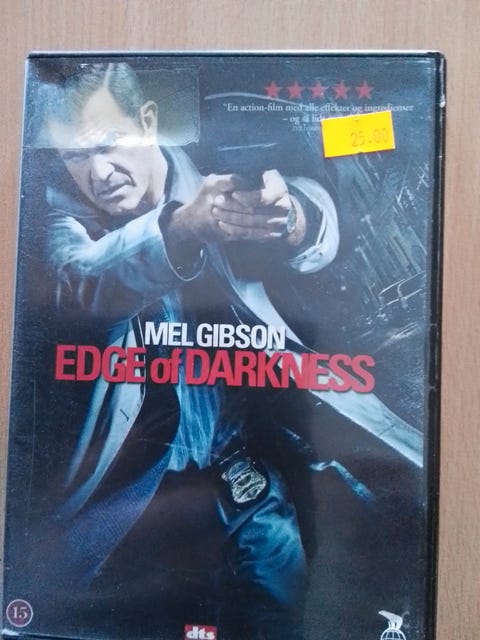 "En action-film med alle effekter og ingredienser
– og så lidt
25.00
MEL GIBSON
EDGE of DARKNESS
15
dts